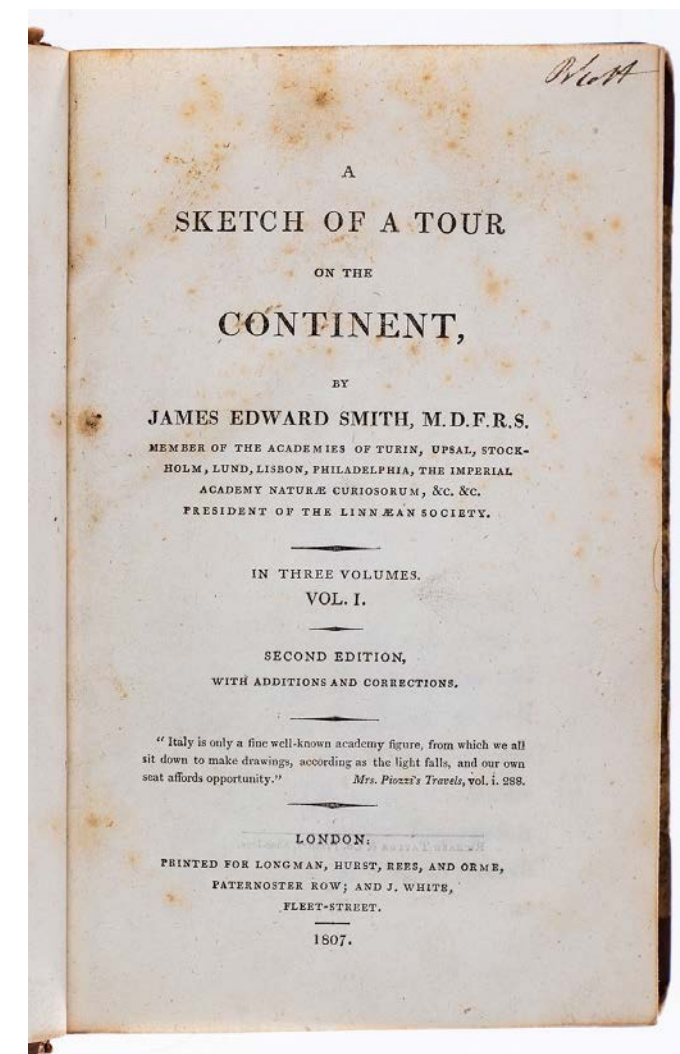 A
SKETCH OF A TOUR
ON THE
CONTINENT,
BY
JAMES EDWARD SMITH, M.D.F.R.S.
MEMBER OF THE ACADEMIES OF TURIN, UPSAL, STOCK-
HOLM, LUND, LISBON, PHILADELPHIA, THE IMPERIAL
ACADEMY NATURÆ CURIOSORUM, &C. &C.
PRESIDENT OF THE LINNÆAN SOCIETY.
IN THREE VOLUMES.
VOL. I.
SECOND EDITION,
WITH ADDITIONS AND CORRECTIONS.
“ Italy is only a fine well-known academy figure, from which we all
sit down to make drawings, according as the light falls, and our own
seat affords opportunity.” Mrs. Piozzi's Travels, vol. i. 288.
LONDON:
PRINTED FOR LONGMAN, HURST, REES, AND ORME,
PATERNOSTER ROW; AND J. WHITE,
FLEET-STREET.
1807.